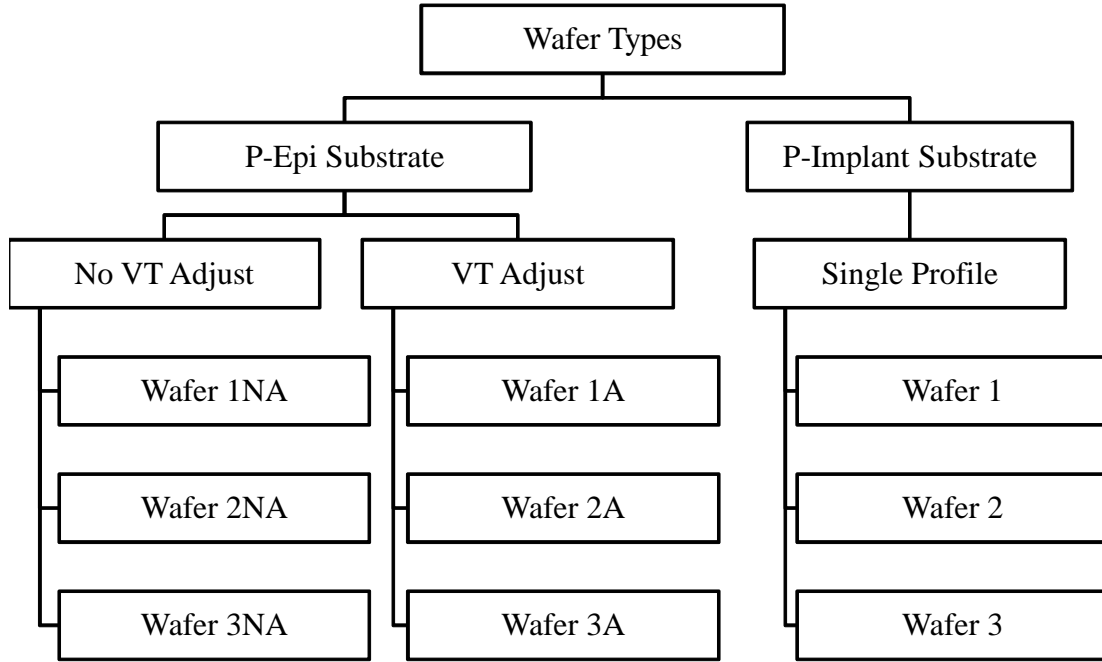 Wafer Types
P-Epi Substrate
P-Implant Substrate
No VT Adjust
VT Adjust
Single Profile
Wafer 1NA
Wafer 1A
Wafer 1
Wafer 2NA
Wafer 2A
Wafer 2
Wafer 3NA
Wafer 3A
Wafer 3